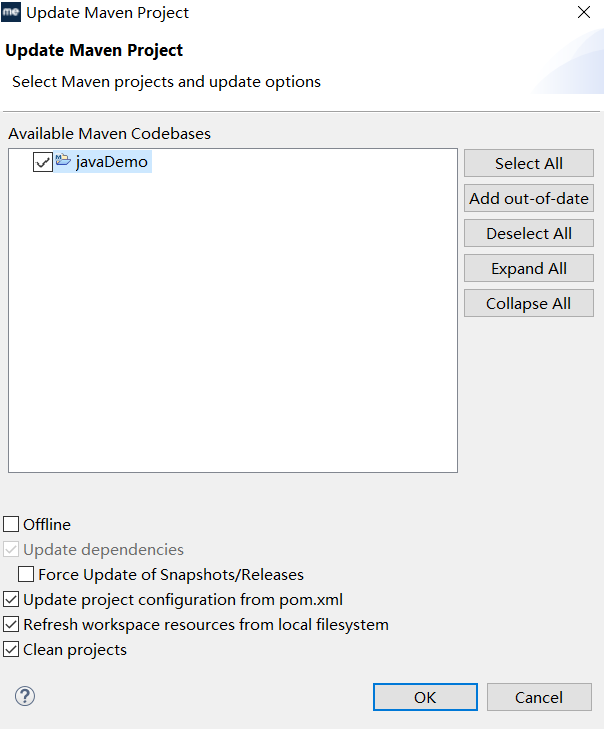 me Update Maven Project
Update Maven Project
Select Maven projects and update options
Available Maven Codebases
M javaDemo
Select All
Add out-of-date
Deselect All
Expand All
Collapse All
Offline
Update dependencies
Force Update of Snapshots/Releases
Update project configuration from pom.xml
Refresh workspace resources from local filesystem
Clean projects
?
OK
Cancel